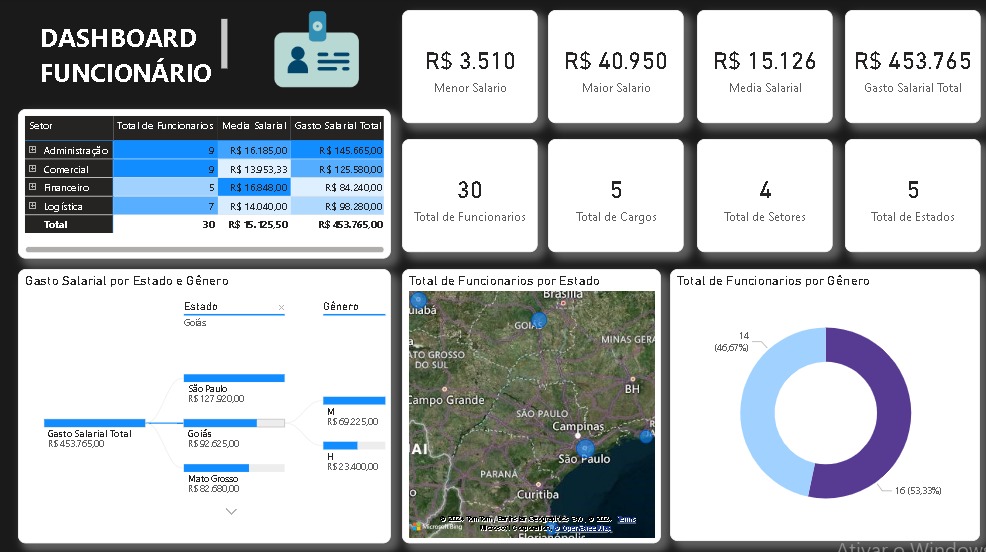 DASHBOARD
FUNCIONÁRIO
R$ 3.510
Menor Salario
R$ 40.950
Maior Salario
R$ 15.126
Media Salarial
R$ 453.765
Gasto Salarial Total
30
Total de Funcionarios
5
Total de Cargos
4
Total de Setores
5
Total de Estados
Setor Total de Funcionarios Media Salarial Gasto Salarial Total
Administração 9 R$ 16.185,00 R$ 145.665,00
Comercial 9 R$ 13.953,33 R$ 125.580,00
Financeiro 5 R$ 16.848,00 R$ 84.240,00
Logística 7 R$ 14.040,00 R$ 98.280,00
Total 30 R$ 15.125,50 R$ 453.765,00
Gasto Salarial por Estado e Gênero
Estado × Gênero
Goiás
São Paulo
R$ 127.920,00
Gasto Salarial Total
R$ 453.765,00
Goiás
R$ 92.625,00
Mato Grosso
R$ 82.680,00
M
R$ 69.225,00
H
R$ 23.400,00
Total de Funcionarios por Estado
Brasília
uiabá
GOIÁS
MINAS GERA
ATO GROSSO
DO SUL
BH
Campo Grande
SÃO PAULO
Campinas
AI
São Paulo
PARANÁ
Curitiba
Microsoft Bing
Microsoft Corporation, © OpenStreetMap
Terms
Florianópolis
Total de Funcionarios por Gênero
14
(46,67%)
16 (53,33%)
Ativar o Windows